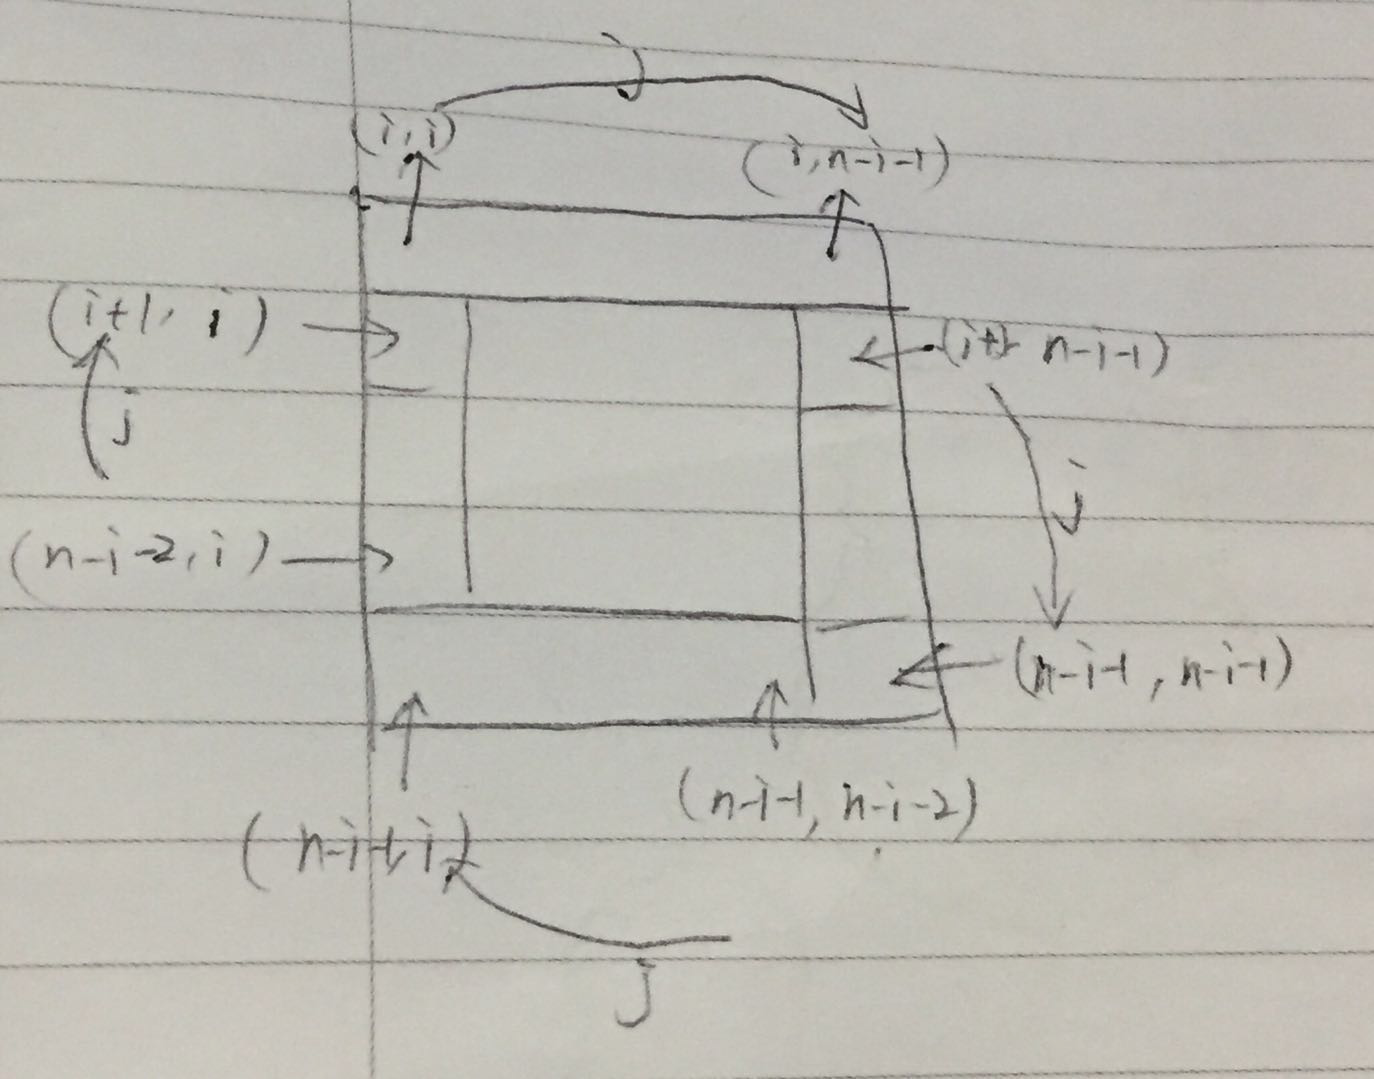 j
(i, i)
(i, n-i-1)
(i+1, i)
(i+1 n-i-1)
j
j
(n-i-2, i)
(n-i-1, n-i-1)
(n-i-1, n-i-2)
(n-i-1, i)
j